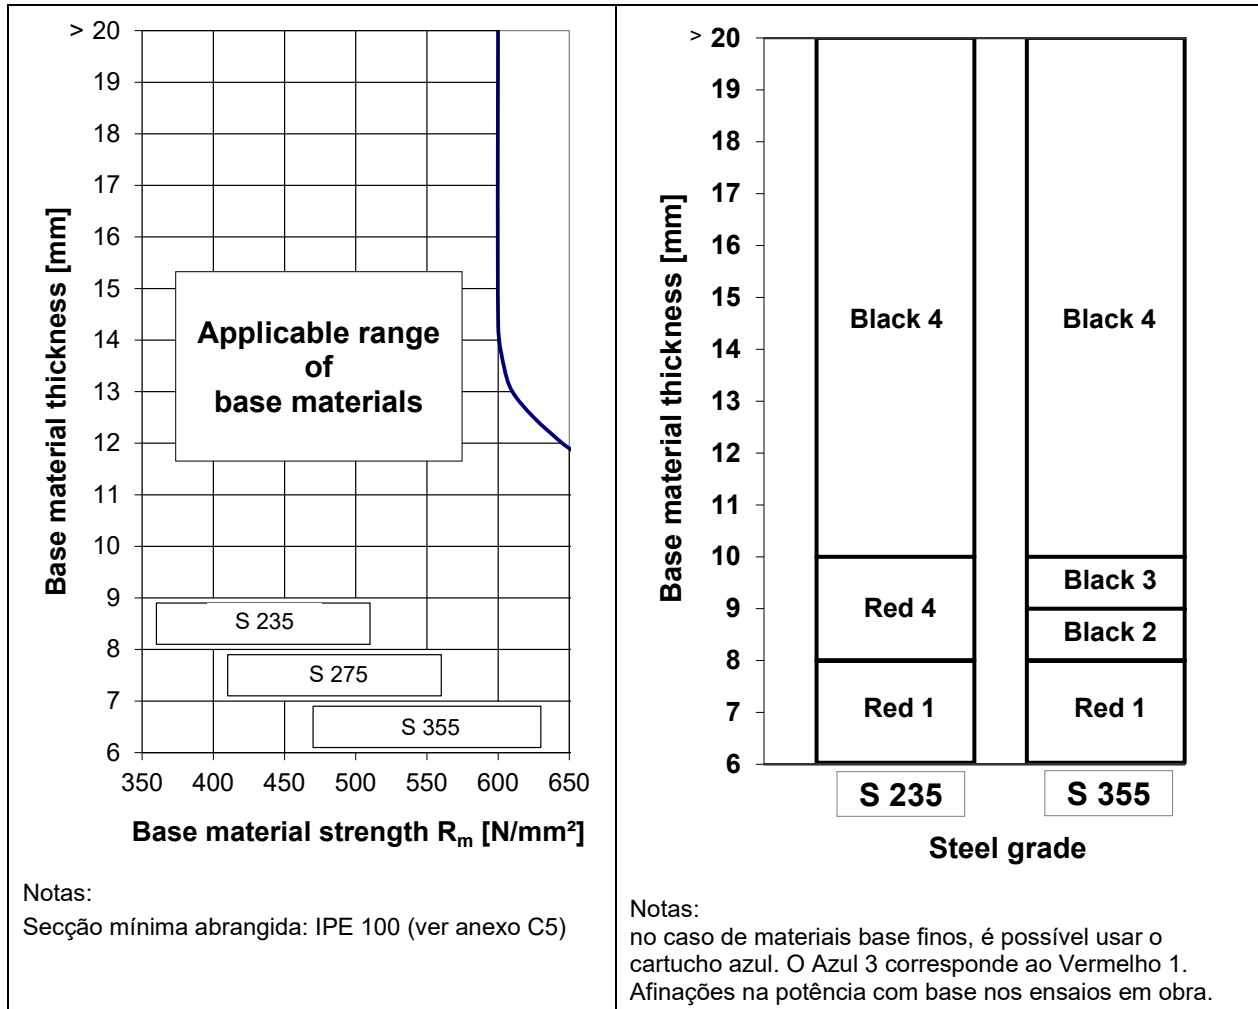 > 20
19
18
17
16
15
14
13
12
11
10
9
8
7
6
Base material thickness [mm]
Applicable range
of
base materials
S 235
S 275
S 355
350 400 450 500 550 600 650
Base material strength Rm [N/mm²]
Notas:
Secção mínima abrangida: IPE 100 (ver anexo C5)
> 20
19
18
17
16
15
14
13
12
11
10
9
8
7
6
Base material thickness [mm]
Black 4
Red 4
Red 1
Black 4
Black 3
Black 2
Red 1
S 235 S 355
Steel grade
Notas:
no caso de materiais base finos, é possível usar o
cartucho azul. O Azul 3 corresponde ao Vermelho 1.
Afinações na potência com base nos ensaios em obra.